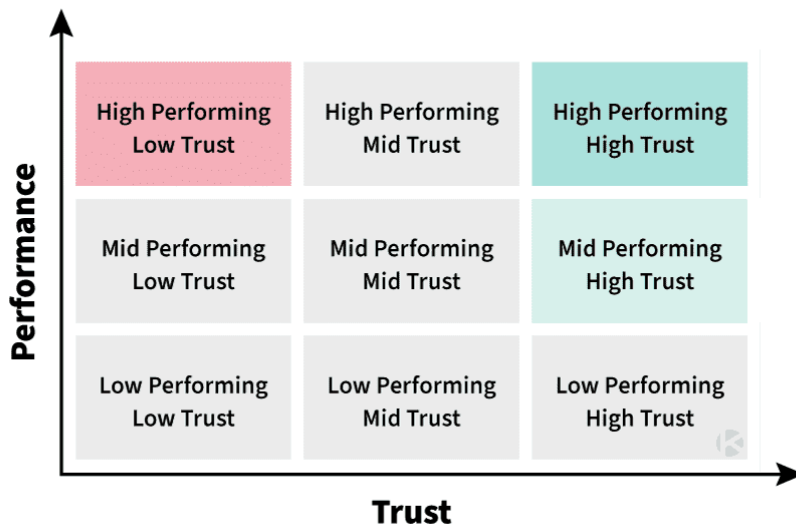 High Performing
Low Trust
High Performing
Mid Trust
High Performing
High Trust
Mid Performing
Low Trust
Mid Performing
Mid Trust
Mid Performing
High Trust
Low Performing
Low Trust
Low Performing
Mid Trust
Low Performing
High Trust
Performance
Trust
K